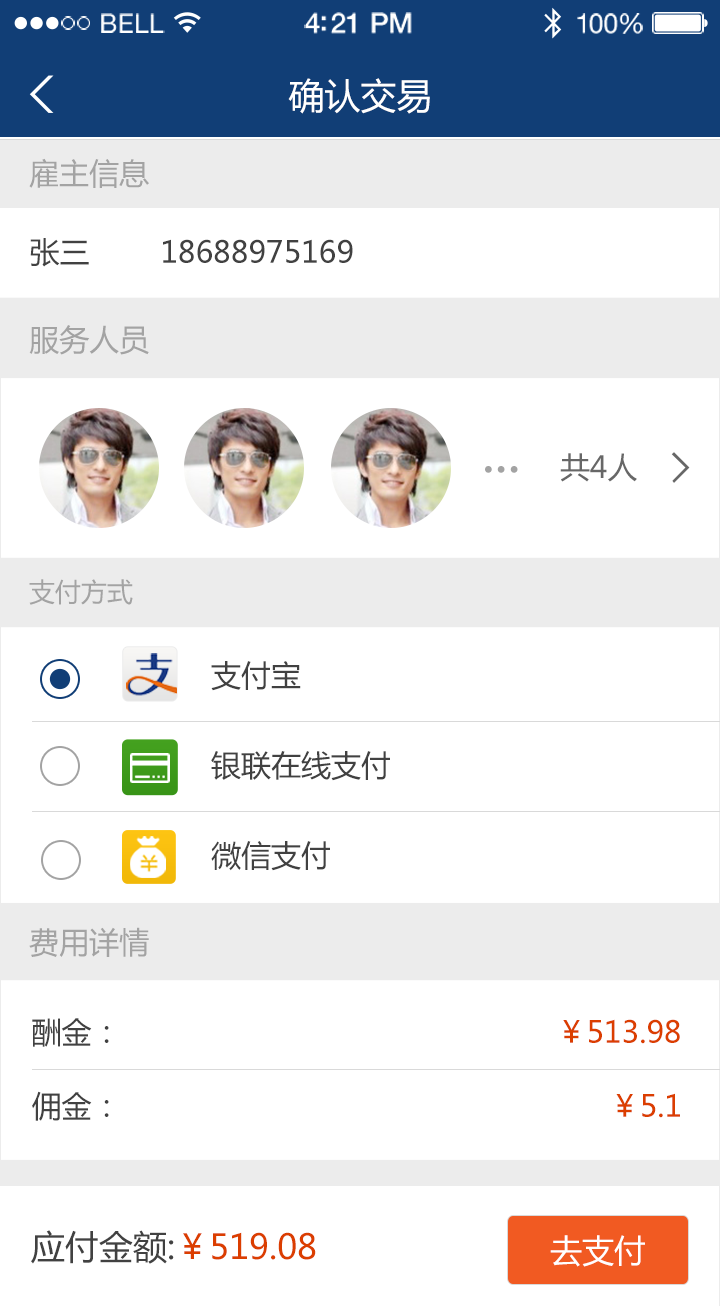 BELL 4:21 PM 100%
确认交易
雇主信息
张三 18688975169
服务人员
••• 共4人
支付方式
支 支付宝
银联在线支付
¥ 微信支付
费用详情
酬金： ¥ 513.98
佣金： ¥ 5.1
应付金额: ¥ 519.08 去支付